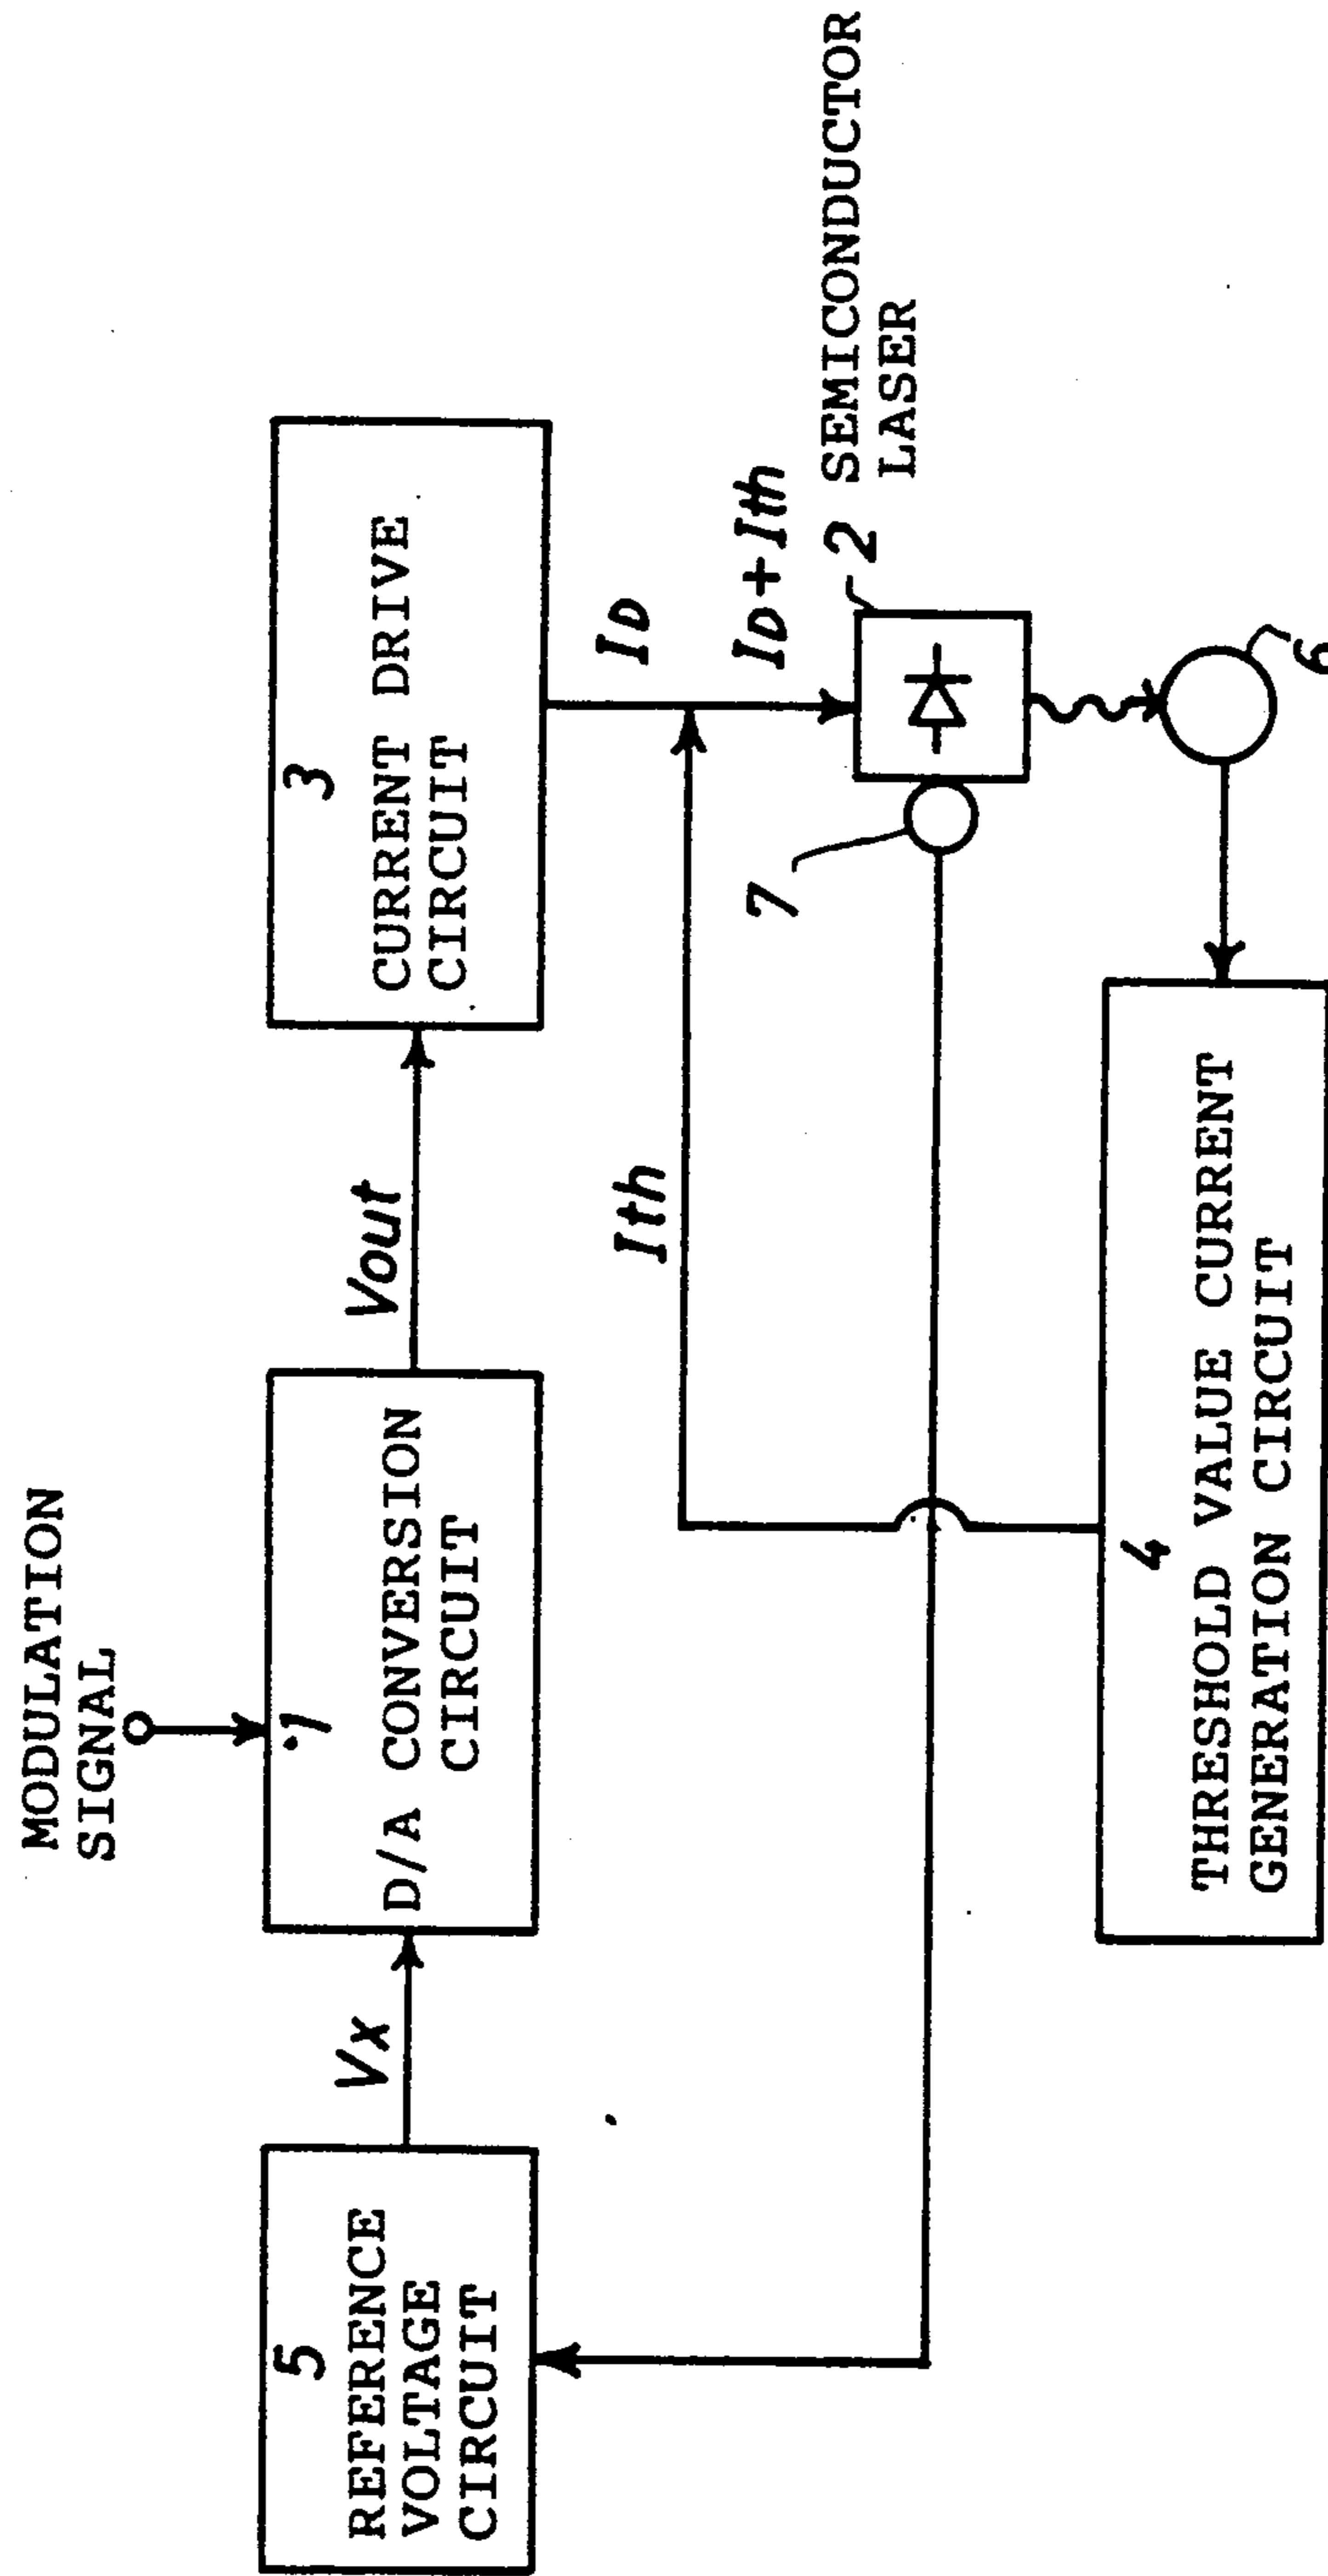 MODULATION
SIGNAL
5
REFERENCE
VOLTAGE
CIRCUIT
Vx
1
D/A CONVERSION
CIRCUIT
Vout
3
CURRENT DRIVE
CIRCUIT
ID
Ith
ID+Ith
7
2 SEMICONDUCTOR
LASER
4
THRESHOLD VALUE CURRENT
GENERATION CIRCUIT
6